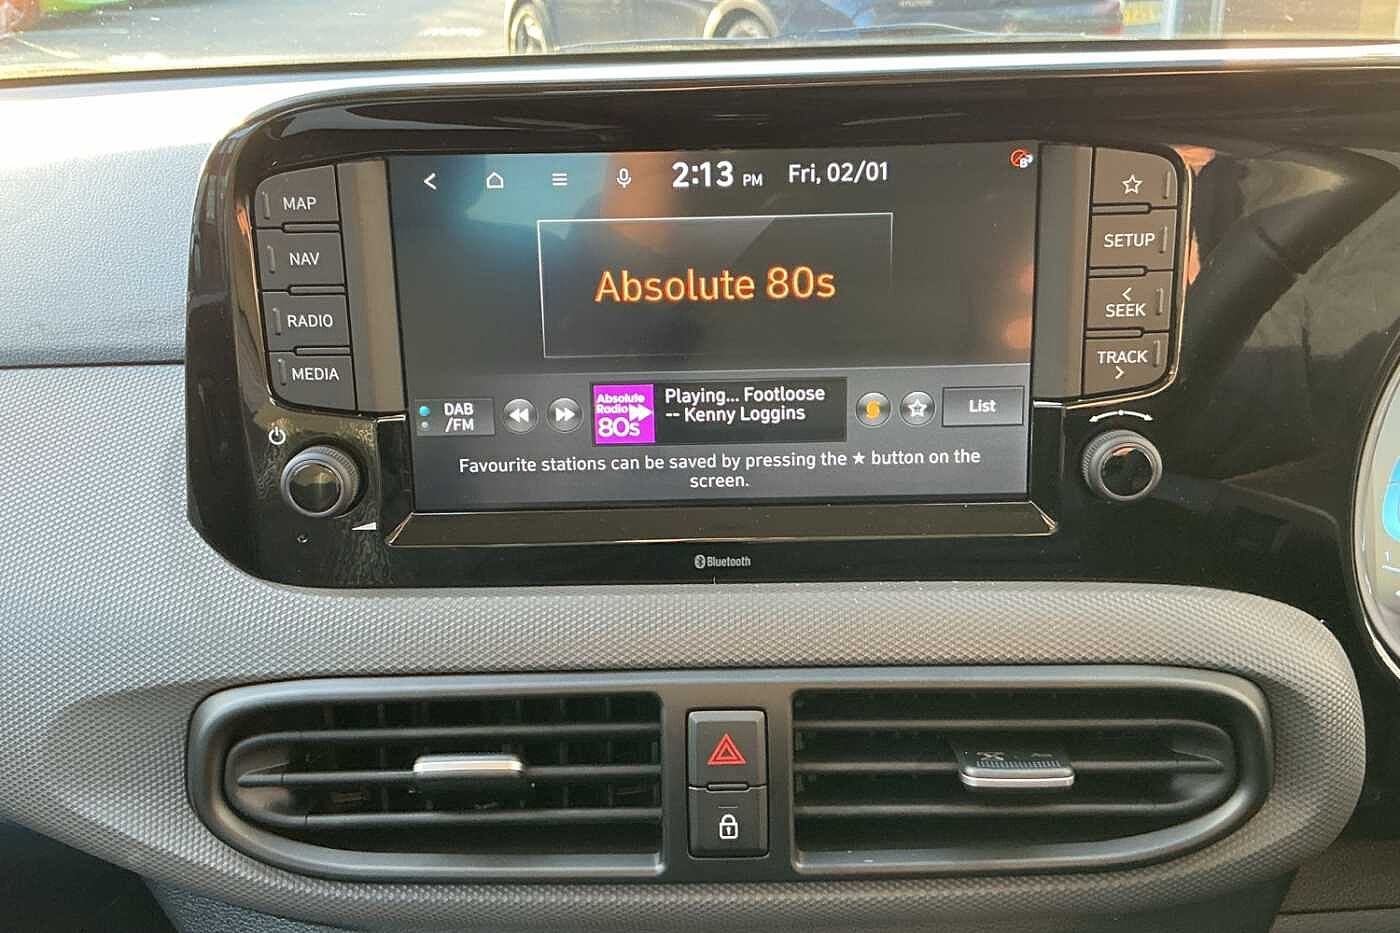 2:13 PM Fri, 02/01
MAP
NAV
RADIO
MEDIA
Absolute 80s
SETUP
SEEK
TRACK
DAB
/FM
Absolute
Radio
80s
Playing... Footloose
-- Kenny Loggins
List
Favourite stations can be saved by pressing the ★ button on the
screen.
Bluetooth
1